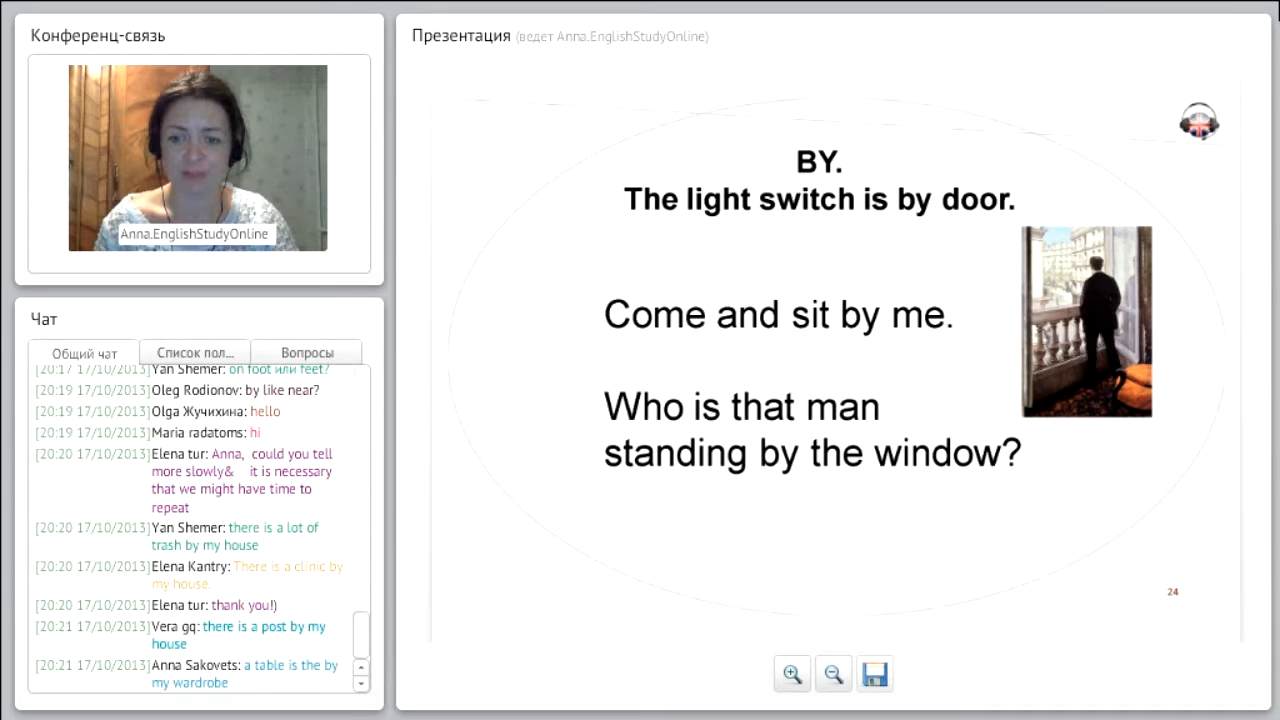 Конференц-связь
Anna.EnglishStudyOnline
Чат
Общий чат
Список пол...
Вопросы
[20:17 17/10/2013] Yan Shemer: on foot или feet?
[20:19 17/10/2013] Oleg Rodionov: by like near?
[20:19 17/10/2013] Olga Жучихина: hello
[20:19 17/10/2013] Maria radatoms: hi
[20:20 17/10/2013] Elena tur: Anna, could you tell
more slowly& it is necessary
that we might have time to
repeat
[20:20 17/10/2013] Yan Shemer: there is a lot of
trash by my house
[20:20 17/10/2013] Elena Kantry: There is a clinic by
my house.
[20:20 17/10/2013] Elena tur: thank you!)
[20:21 17/10/2013] Vera gq: there is a post by my
house
[20:21 17/10/2013] Anna Sakovets: a table is the by
my wardrobe
Презентация (ведет Anna.EnglishStudyOnline)
BY.
The light switch is by door.
Come and sit by me.
Who is that man
standing by the window?
24